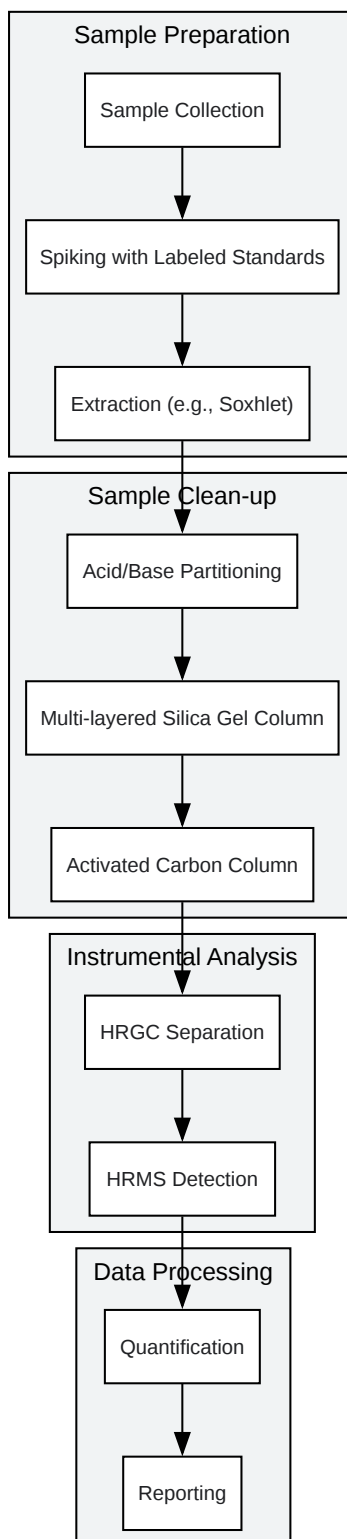 Sample Preparation
Sample Collection
Spiking with Labeled Standards
Extraction (e.g., Soxhlet)
Sample Clean-up
Acid/Base Partitioning
Multi-layered Silica Gel Column
Activated Carbon Column
Instrumental Analysis
HRGC Separation
HRMS Detection
Data Processing
Quantification
Reporting